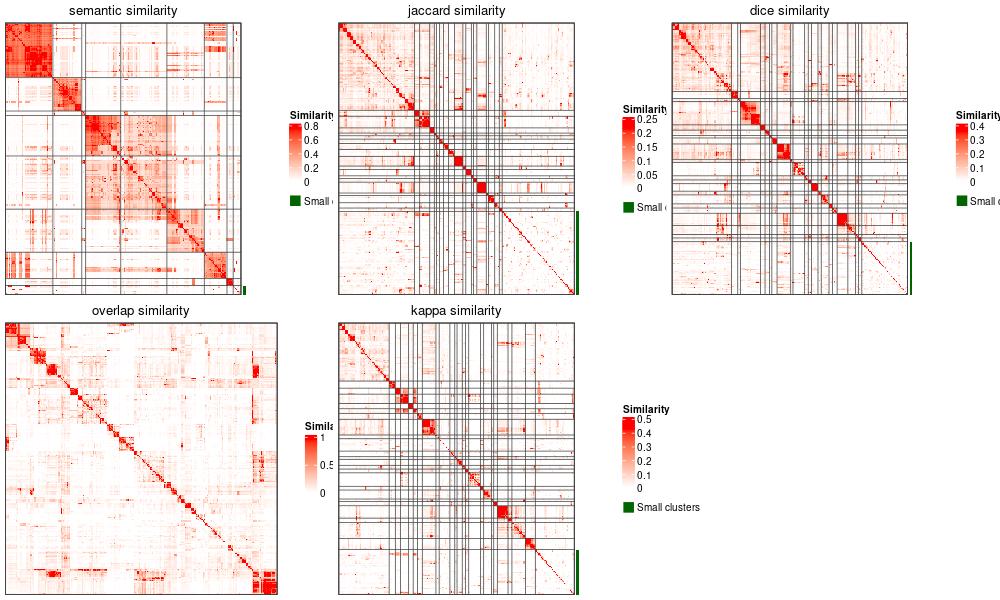 semantic similarity
jaccard similarity
dice similarity
Similarity
0.8
0.6
0.4
0.2
0
Small
Similarity
0.25
0.2
0.15
0.1
0.05
0
Small
Similarity
0.4
0.3
0.2
0.1
0
Small c
overlap similarity
kappa similarity
Simila
1
0.5
0
Similarity
0.5
0.4
0.3
0.2
0.1
0
Small clusters